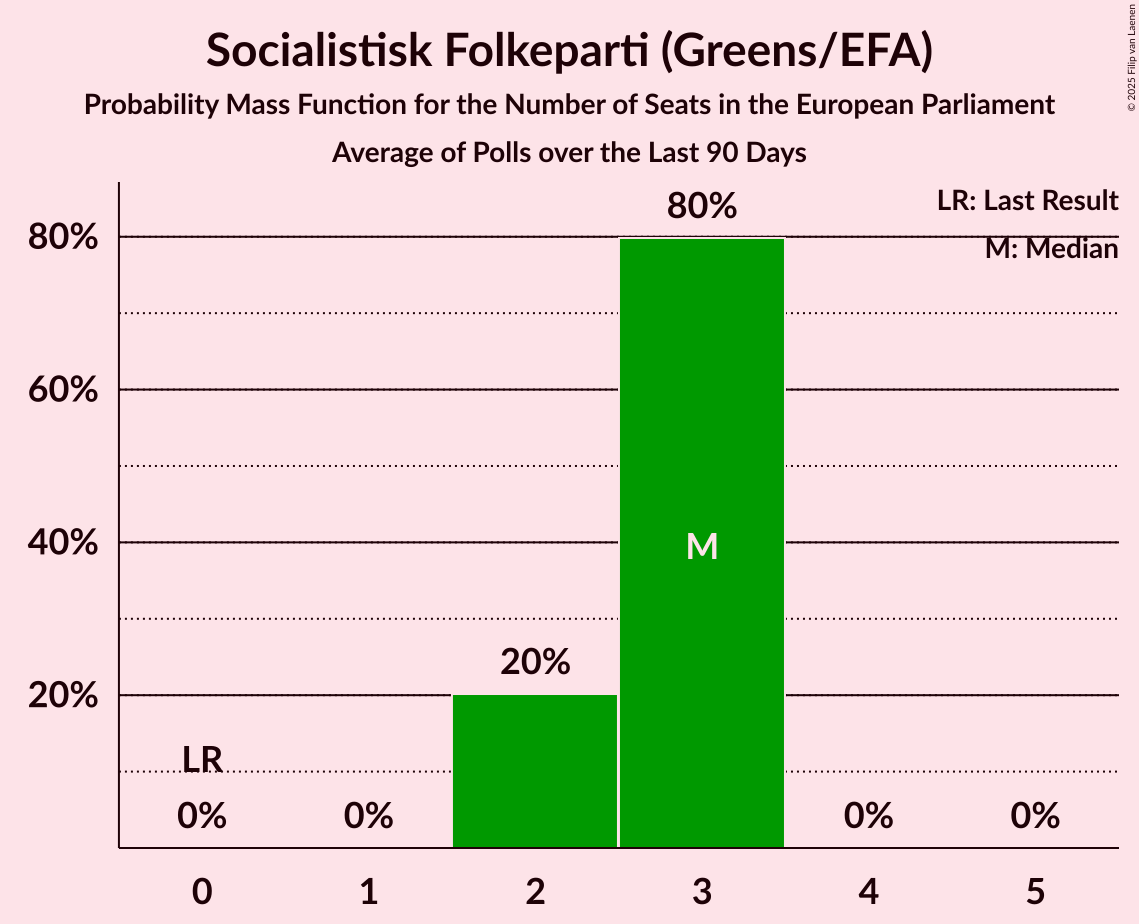 Socialistisk Folkeparti (Greens/EFA)
Probability Mass Function for the Number of Seats in the European Parliament
Average of Polls over the Last 90 Days
© 2025 Filip van Laenen
LR: Last Result
M: Median
80%
60%
40%
20%
80%
M
20%
LR
0%
0%
0%
0%
0
1
2
3
4
5